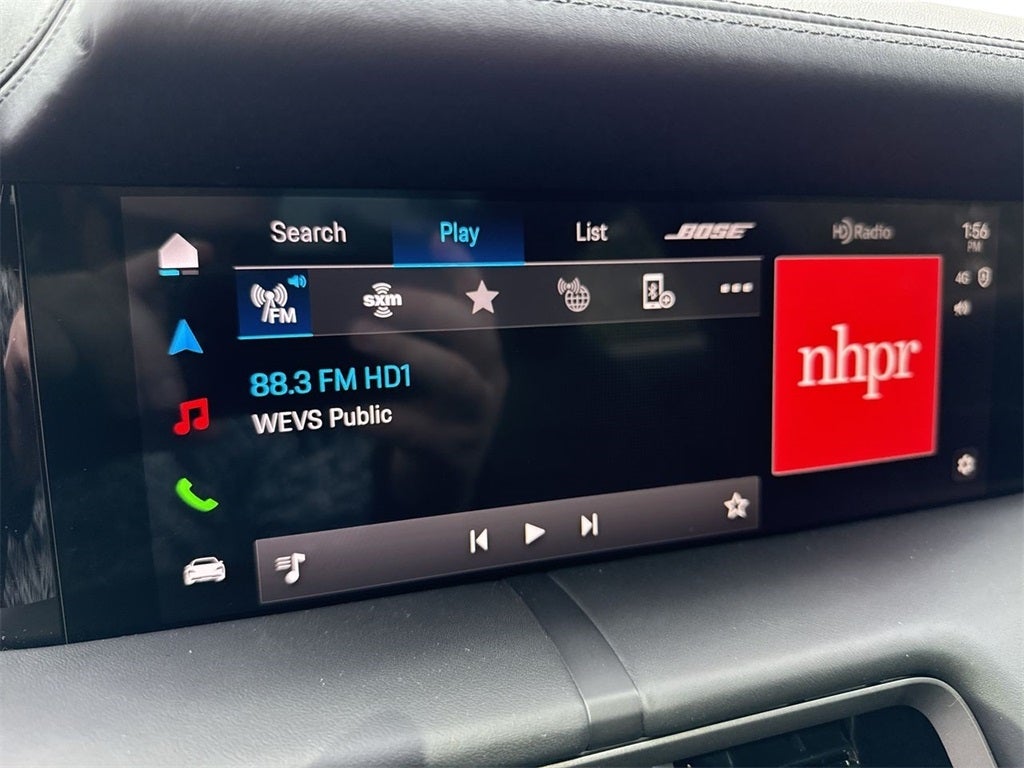 Search
Play
List
BOSE
HD Radio
1:56
PM
FM
sxm
4G
88.3 FM HD1
WEVS Public
nhpr